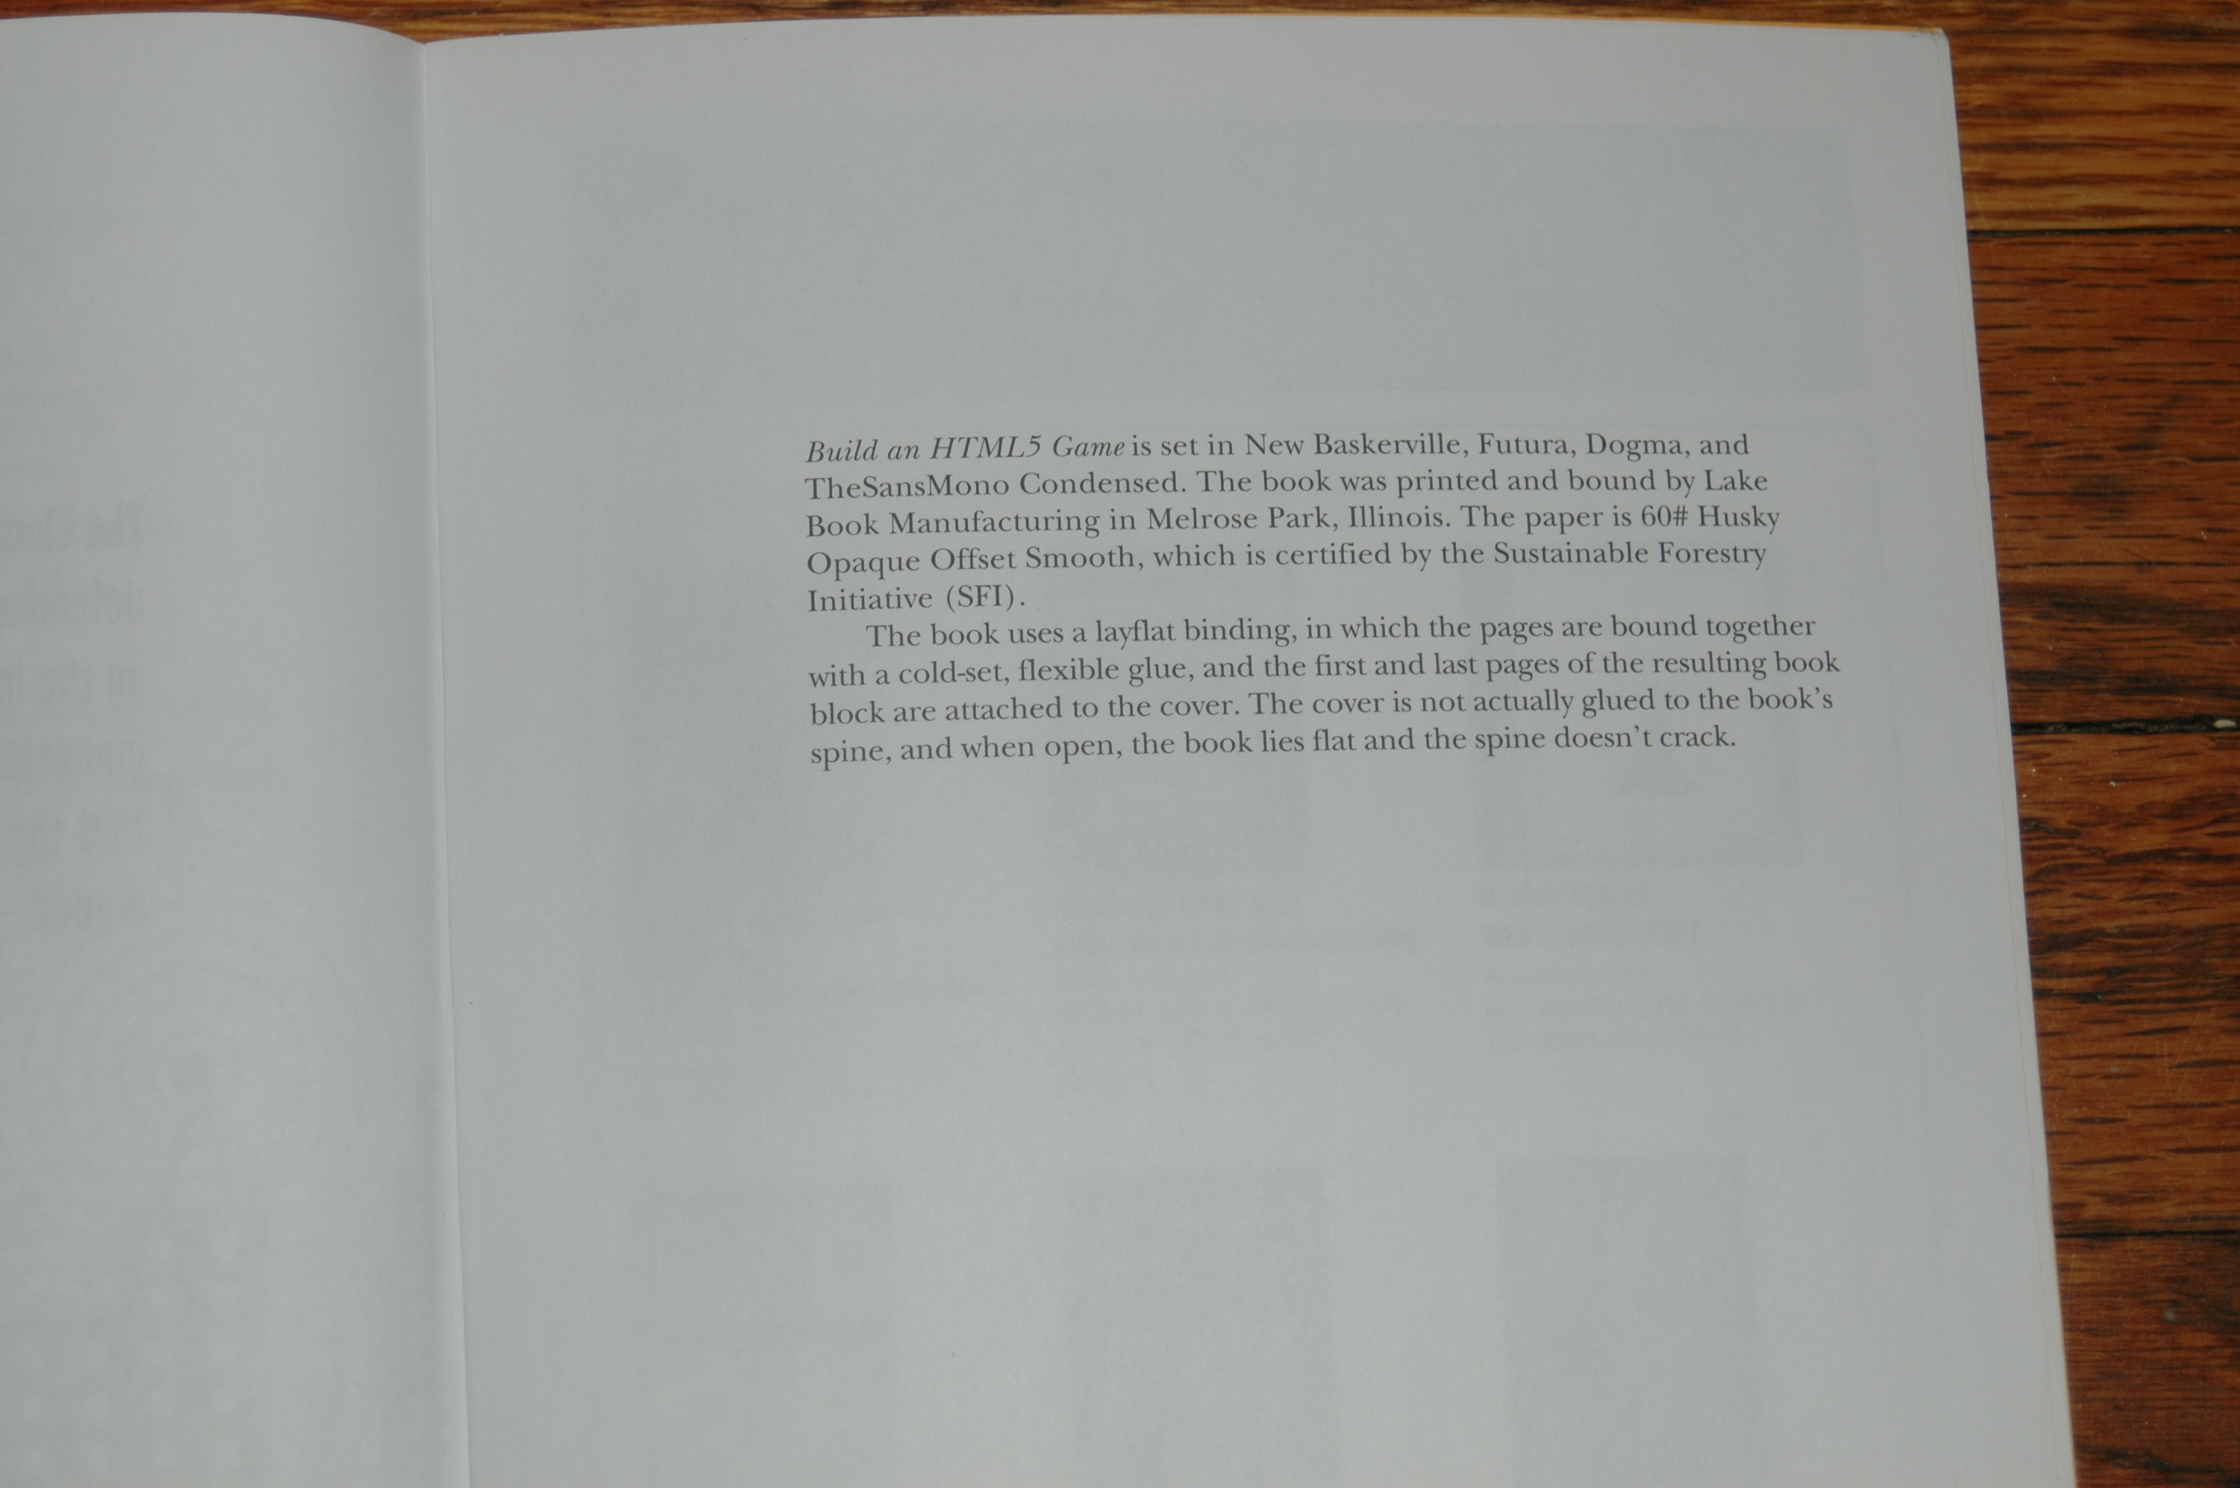 Build an HTML5 Game is set in New Baskerville, Futura, Dogma, and
TheSansMono Condensed. The book was printed and bound by Lake
Book Manufacturing in Melrose Park, Illinois. The paper is 60# Husky
Opaque Offset Smooth, which is certified by the Sustainable Forestry
Initiative (SFI).
The book uses a layflat binding, in which the pages are bound together
with a cold-set, flexible glue, and the first and last pages of the resulting book
block are attached to the cover. The cover is not actually glued to the book’s
spine, and when open, the book lies flat and the spine doesn’t crack.